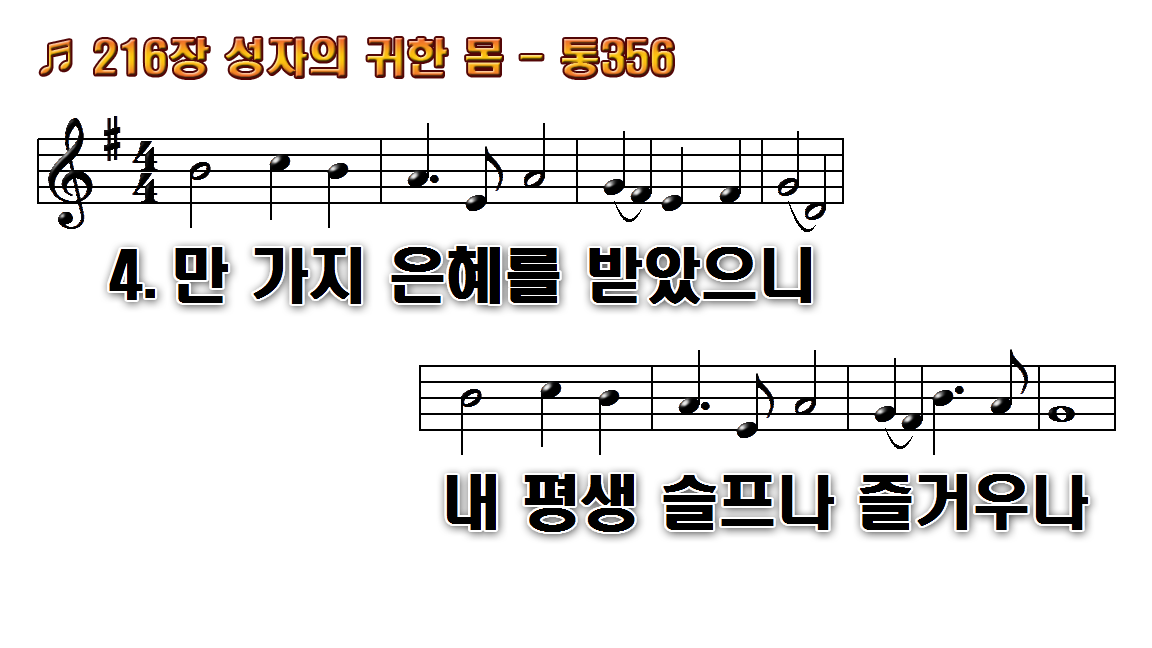 216장 성자의 귀한 몸 - 통356
4. 만 가지 은혜를 받았으니
내 평생 슬프나 즐거우나